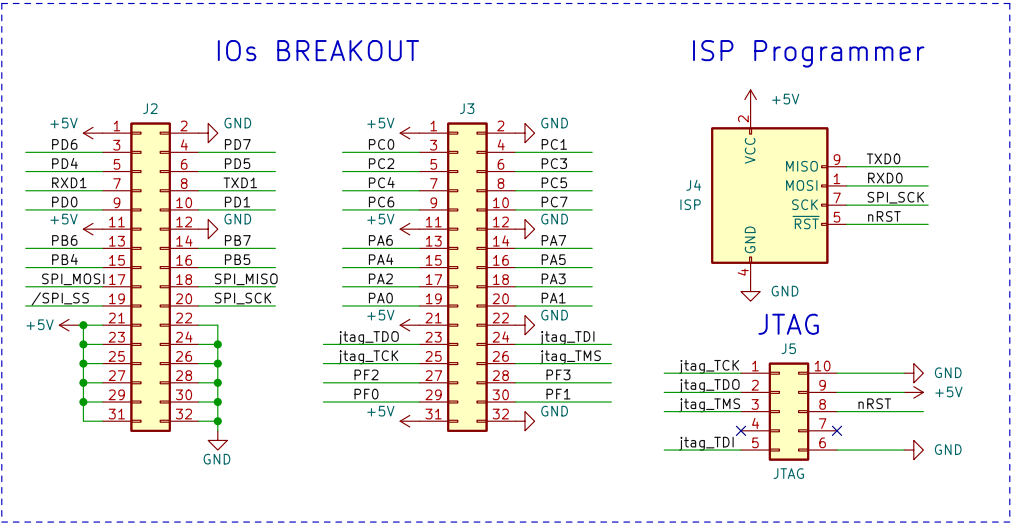 IOs BREAKOUT
ISP Programmer
J2
+5V 1 2 GND
PD6 3 4 PD7
PD4 5 6 PD5
RXD1 7 8 TXD1
PD0 9 10 PD1
+5V 11 12 GND
PB6 13 14 PB7
PB4 15 16 PB5
SPI_MOSI 17 18 SPI_MISO
/SPI_SS 19 20 SPI_SCK
+5V 21 22
23 24
25 26
27 28
29 30
31 32
GND
J3
+5V 1 2 GND
PC0 3 4 PC1
PC2 5 6 PC3
PC4 7 8 PC5
PC6 9 10 PC7
+5V 11 12 GND
PA6 13 14 PA7
PA4 15 16 PA5
PA2 17 18 PA3
PA0 19 20 PA1
+5V 21 22 GND
jtag_TDO 23 24 jtag_TDI
jtag_TCK 25 26 jtag_TMS
PF2 27 28 PF3
PF0 29 30 PF1
+5V 31 32 GND
+5V
2
VCC
J4
ISP
MISO 9 TXD0
MOSI 1 RXD0
SCK 7 SPI_SCK
RST 5 nRST
GND
4
GND
JTAG
J5
jtag_TCK 1 10 GND
jtag_TDO 2 9 +5V
jtag_TMS 3 8 nRST
4 7
jtag_TDI 5 6 GND
JTAG